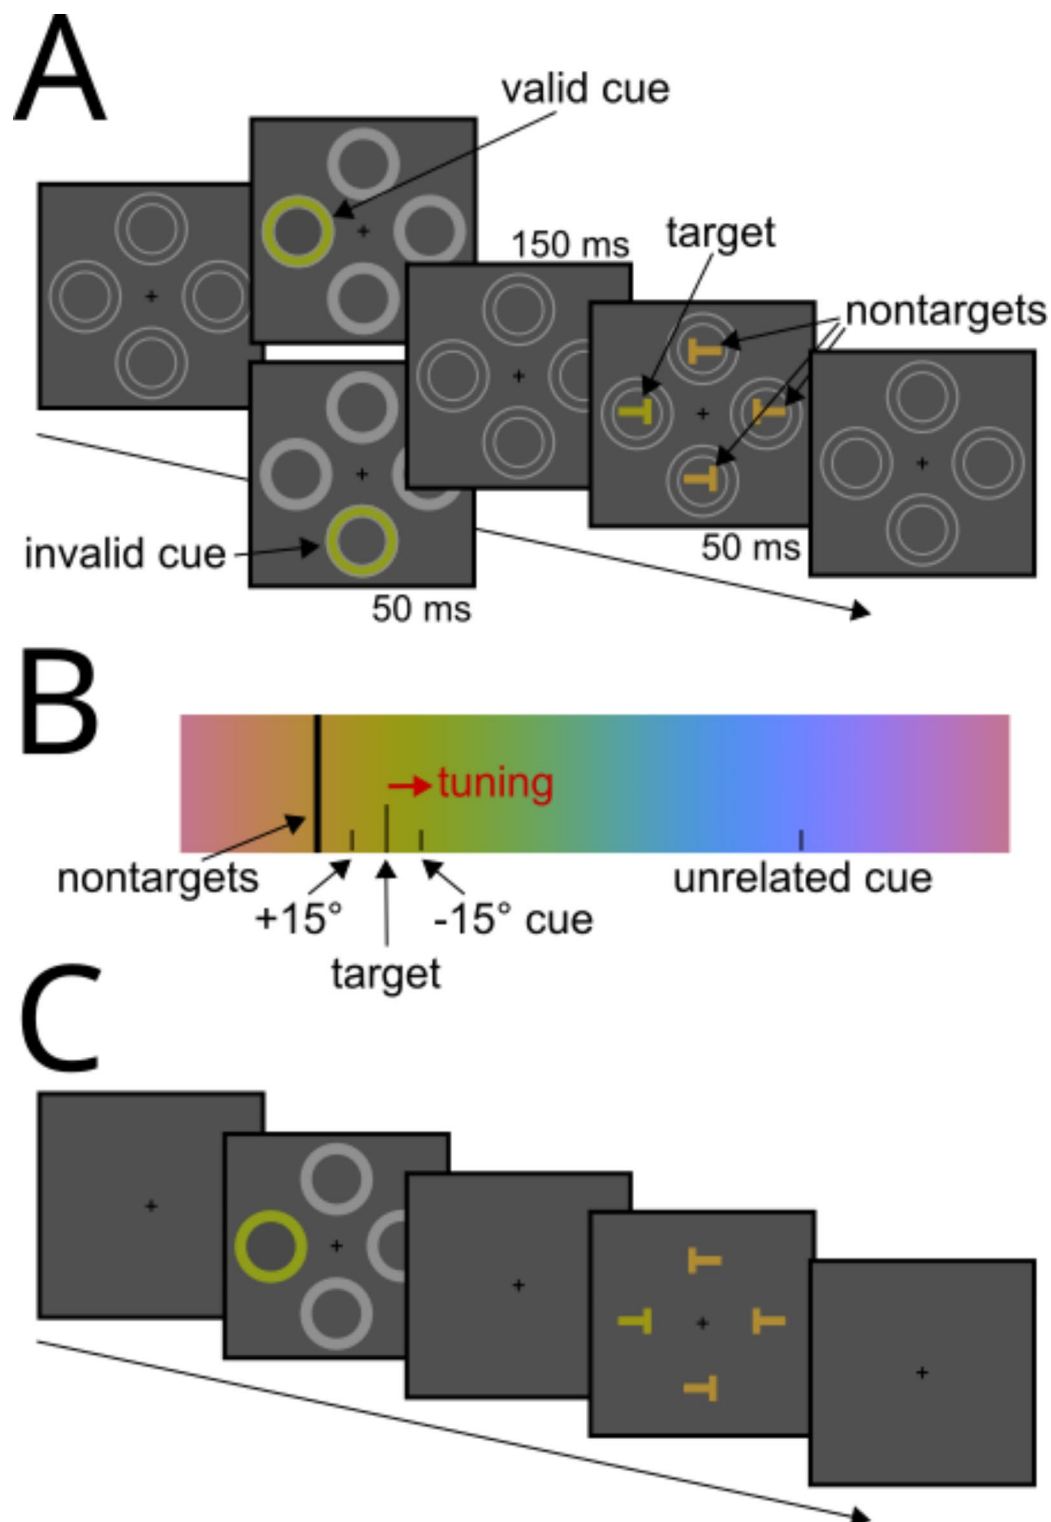 A
valid cue
150 ms
target
nontargets
50 ms
invalid cue
50 ms
B
tuning
nontargets
unrelated cue
+15°
-15° cue
target
C